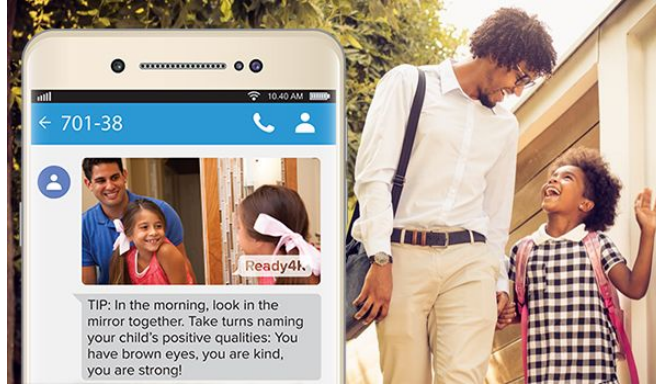 10.40 AM
701-38
Ready4K
TIP: In the morning, look in the
mirror together. Take turns naming
your child's positive qualities: You
have brown eyes, you are kind,
you are strong!